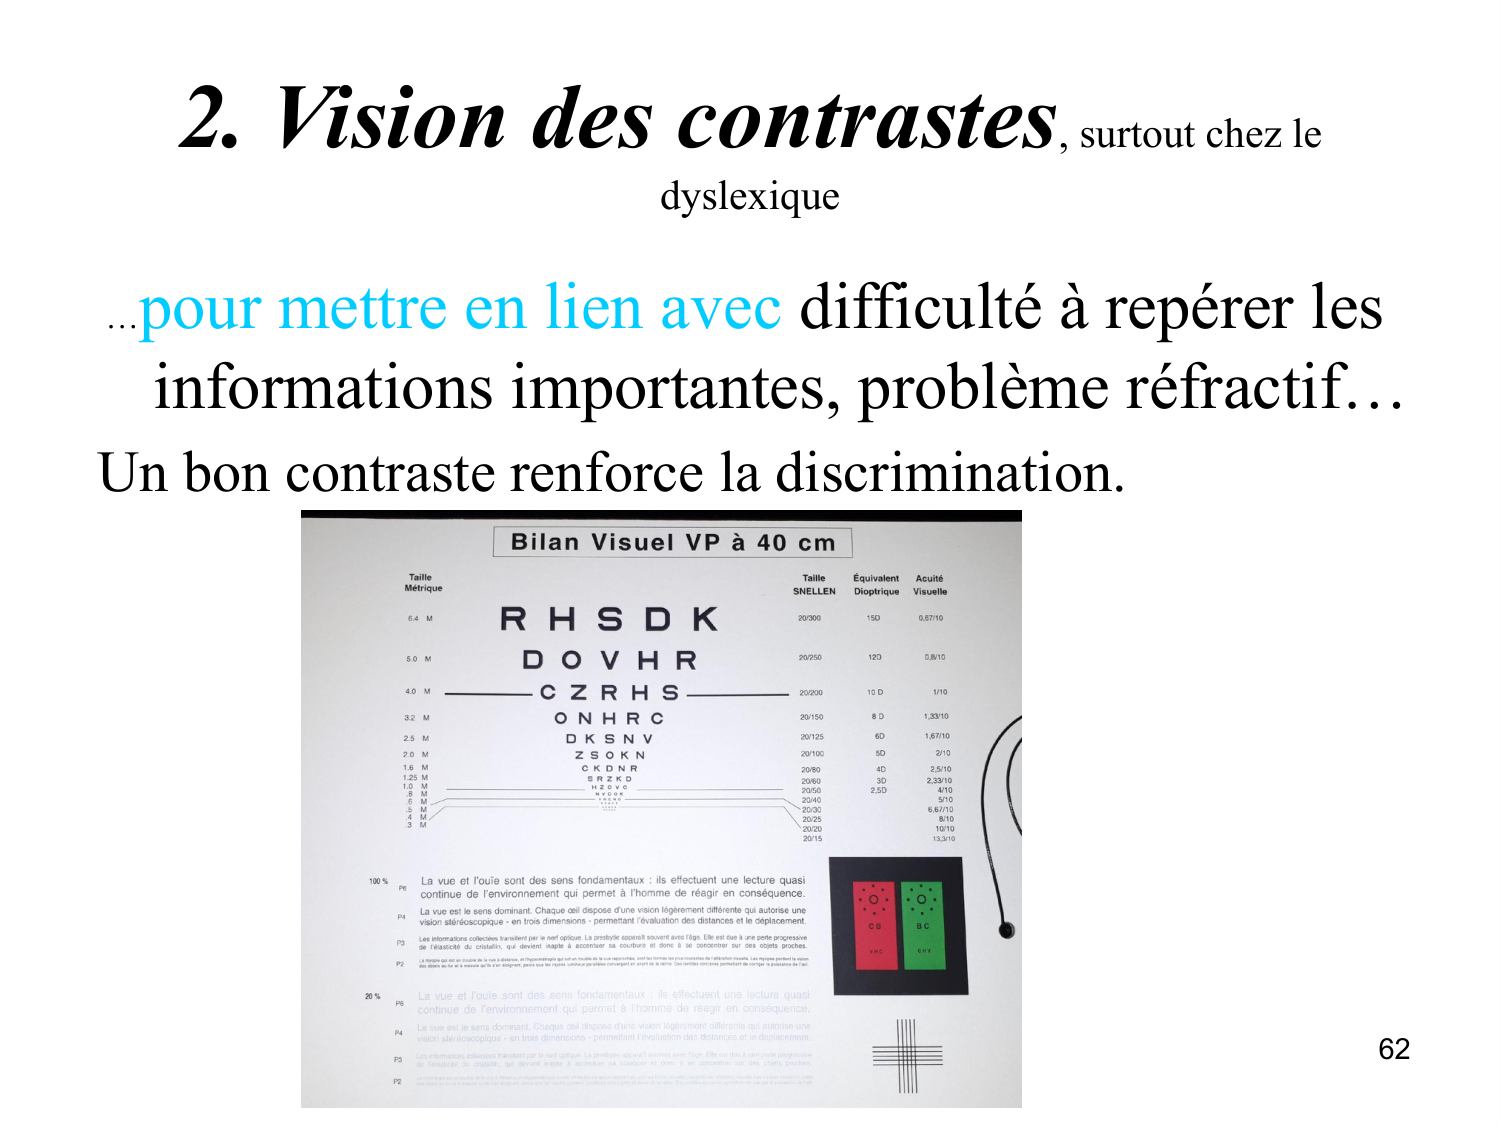 2. Vision des contrastes, surtout chez le
dyslexique
…pour mettre en lien avec difficulté à repérer les
informations importantes, problème réfractif…
Un bon contraste renforce la discrimination.
Bilan Visuel VP à 40 cm
Taille Métrique
Taille SNELLEN
Équivalent Dioptrique
Acuité Visuelle
6.4 M R H S D K 20/300 15D 0,67/10
5.0 M D O V H R 20/250 12D 0,8/10
4.0 M C Z R H S 20/200 10 D 1/10
3.2 M O N H R C 20/150 8 D 1,33/10
2.5 M D K S N V 20/125 6D 1,67/10
2.0 M Z S O K N 20/100 5D 2/10
1.6 M C K D N R 20/80 4D 2,5/10
1.25 M S R Z K D 20/60 3D 2,33/10
1.0 M H Z O V C 20/50 2,5D 4/10
.8 M 20/40 5/10
.6 M 20/30 6.67/10
.5 M 20/25 8/10
.4 M 20/20 10/10
.3 M 20/15 13,3/10
100 % P6 La vue et l'ouïe sont des sens fondamentaux : ils effectuent une lecture quasi
continue de l'environnement qui permet à l'homme de réagir en conséquence.
P4 La vue est le sens dominant. Chaque œil dispose d'une vision légèrement différente qui autorise une
vision stéréoscopique - en trois dimensions - permettant l'évaluation des distances et le déplacement.
P3 Les informations collectées transitent par le nerf optique. La presbytie apparaît souvent avec l'âge. Elle est due à une perte progressive
de l'élasticité du cristallin, qui devient inapte à accentuer sa courbure et donc à se concentrer sur des objets proches.
P2
20 % P6 La vue et l'ouïe sont des sens fondamentaux : ils effectuent une lecture quasi
continue de l'environnement qui permet à l'homme de réagir en conséquence.
P4 La vue est le sens dominant. Chaque œil dispose d'une vision légèrement différente qui autorise une
vision stéréoscopique - en trois dimensions - permettant l'évaluation des distances et le déplacement.
P3
P2
C B
B C
V H C
62